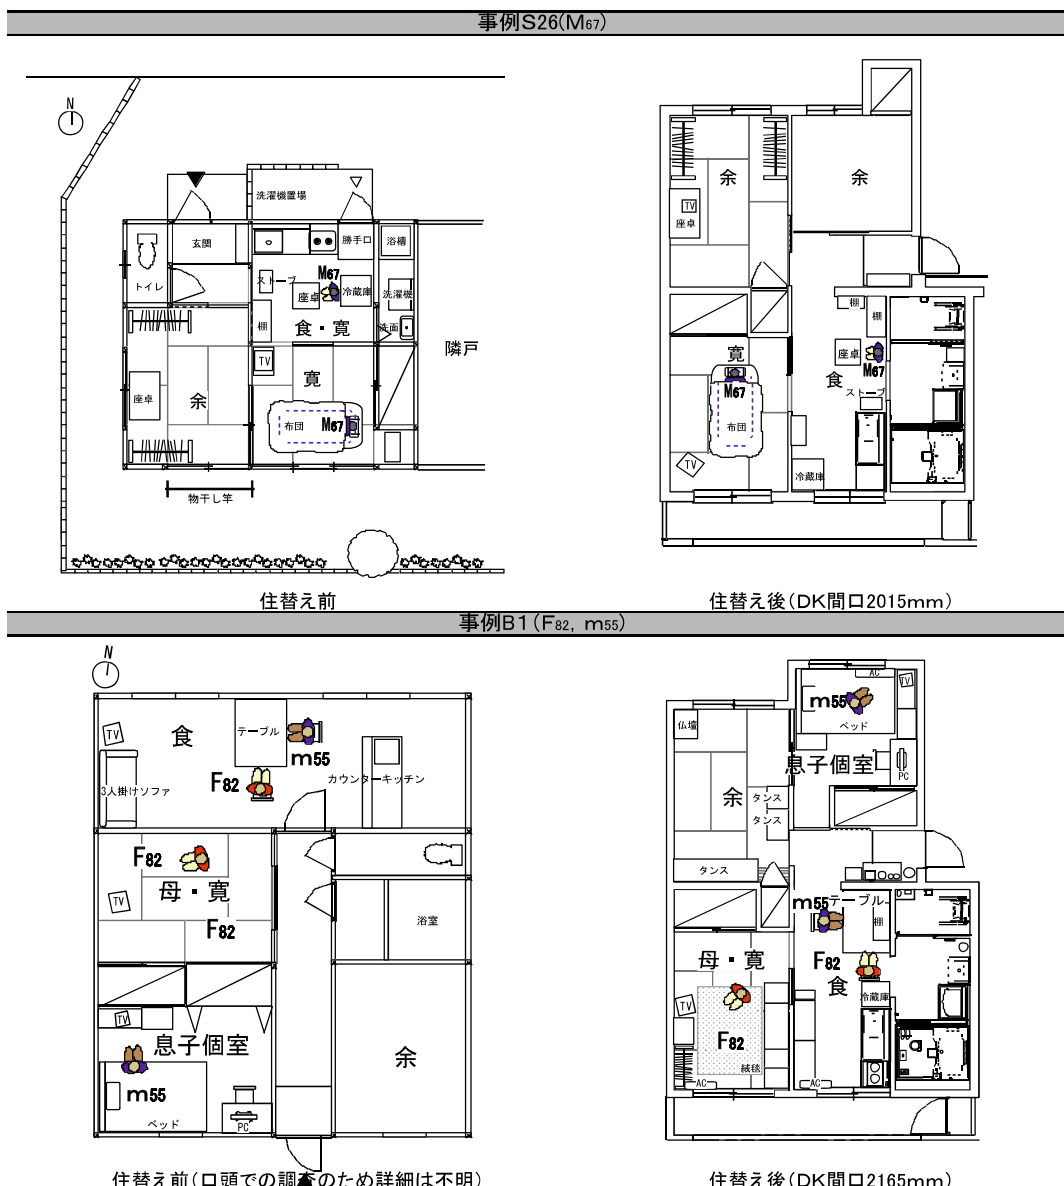 事例S26(M67)
N
洗濯機置場
玄関
勝手口
浴槽
トイレ
ストーブ
M67
座卓
冷蔵庫
洗濯機
棚
食・寛
洗面
TV
隣戸
寛
座卓
余
布団
M67
物干し竿
住替え前
余
余
TV
座卓
棚
棚
寛
座卓
M67
M67
食
ストーブ
布団
TV
冷蔵庫
住替え後(DK間口2015mm)
事例B1(F82, m55)
N
TV
食
テーブル
m55
F82
カウンターキッチン
3人掛けソファ
F82
母・寛
TV
F82
浴室
TV
息子個室
余
m55
ベッド
PC
住替え前(口頭での調査のため詳細は不明)
AC
TV
m55
仏壇
ベッド
息子個室
PC
余
タンス
タンス
タンス
m55
テーブル
棚
母・寛
F82
食
冷蔵庫
TV
F82
絨毯
AC
AC
住替え後(DK間口2165mm)